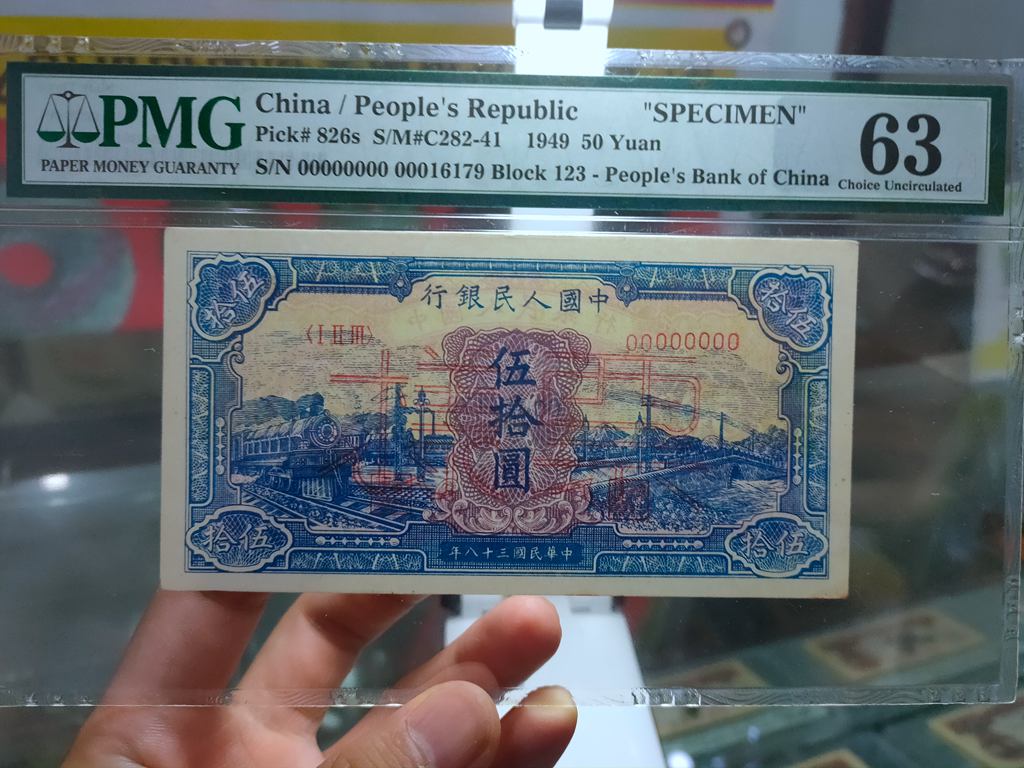 PMG
PAPER MONEY GUARANTY
China / People's Republic "SPECIMEN"
Pick# 826s S/M#C282-41 1949 50 Yuan
S/N 00000000 00016179 Block 123 - People's Bank of China
63
Choice Uncirculated
拾伍
拾伍
行銀民人國中
〈I II III〉
00000000
伍拾圓
樣票
拾伍
拾伍
年八十三國民華中